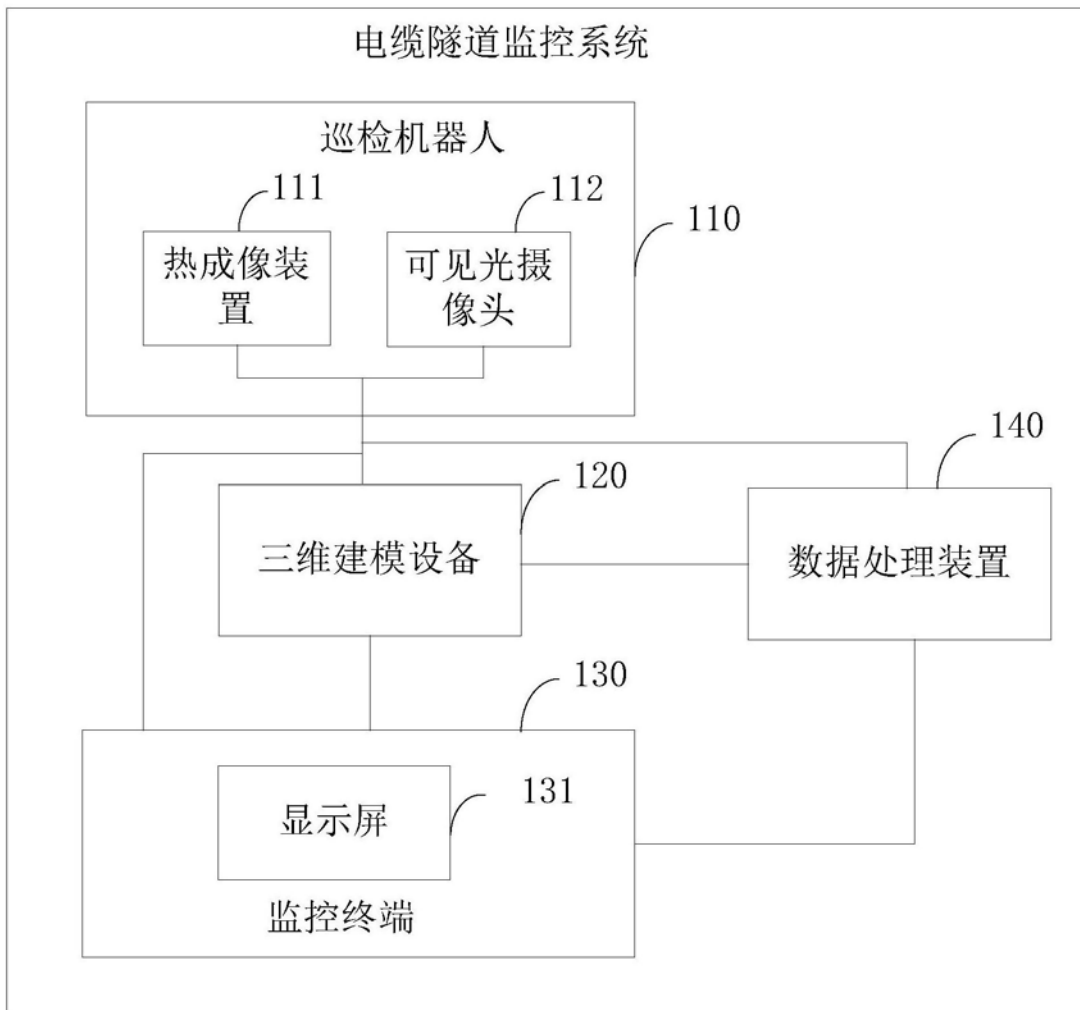 电缆隧道监控系统
巡检机器人
111
112
110
热成像装
置
可见光摄
像头
140
120
三维建模设备
数据处理装置
130
131
显示屏
监控终端